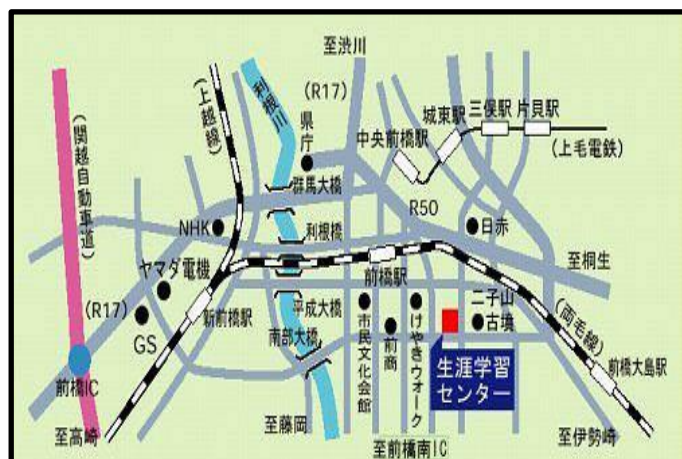 至渋川
(R17)
利根川
(上越線)
(関越自動車道)
県庁
中央前橋駅
城東駅
三俣駅
片貝駅
(上毛電鉄)
群馬大橋
R50
NHK
利根橋
日赤
ヤマダ電機
前橋駅
至桐生
(R17)
新前橋駅
平成大橋
二子山
古墳
GS
南部大橋
市民文化会館
前商
けやきウォーク
(両毛線)
生涯学習
センター
前橋大島駅
前橋IC
至高崎
至藤岡
至前橋南IC
至伊勢崎